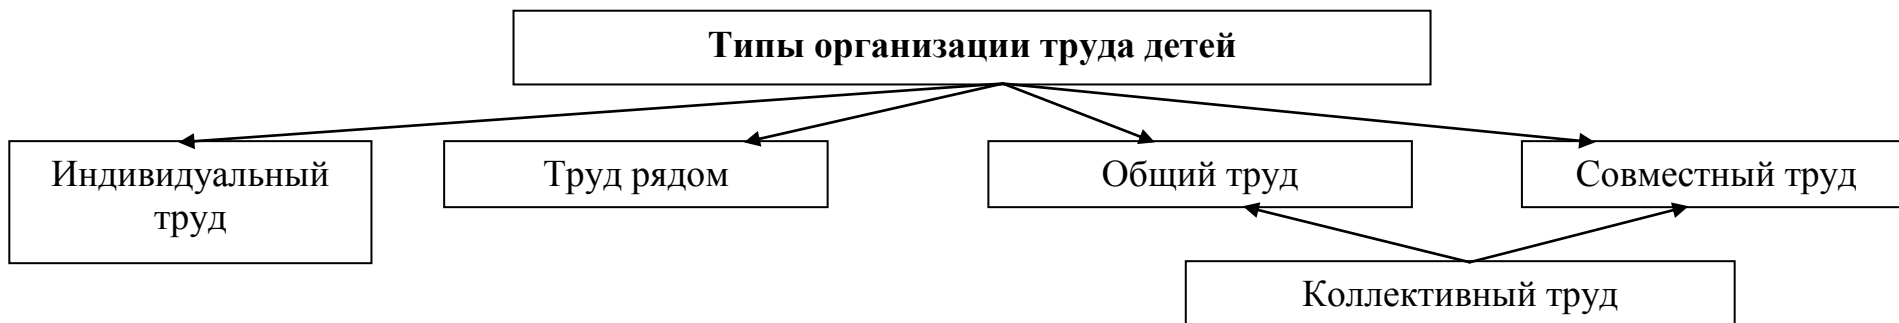 Типы организации труда детей
Индивидуальный
труд
Труд рядом
Общий труд
Совместный труд
Коллективный труд